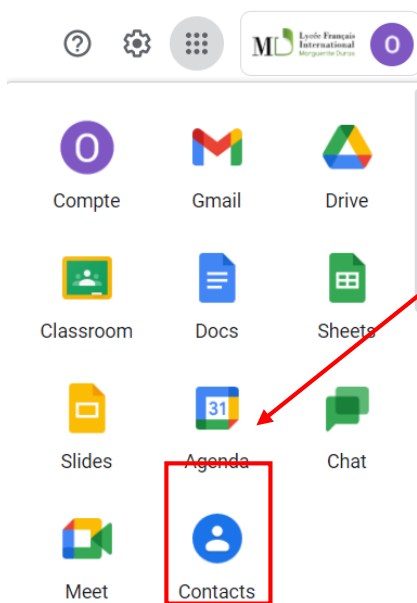 MD Lycée Français
International
Marguerite Duras
O
O
Compte Gmail Drive
Classroom Docs Sheets
31
Slides Agenda Chat
Meet Contacts